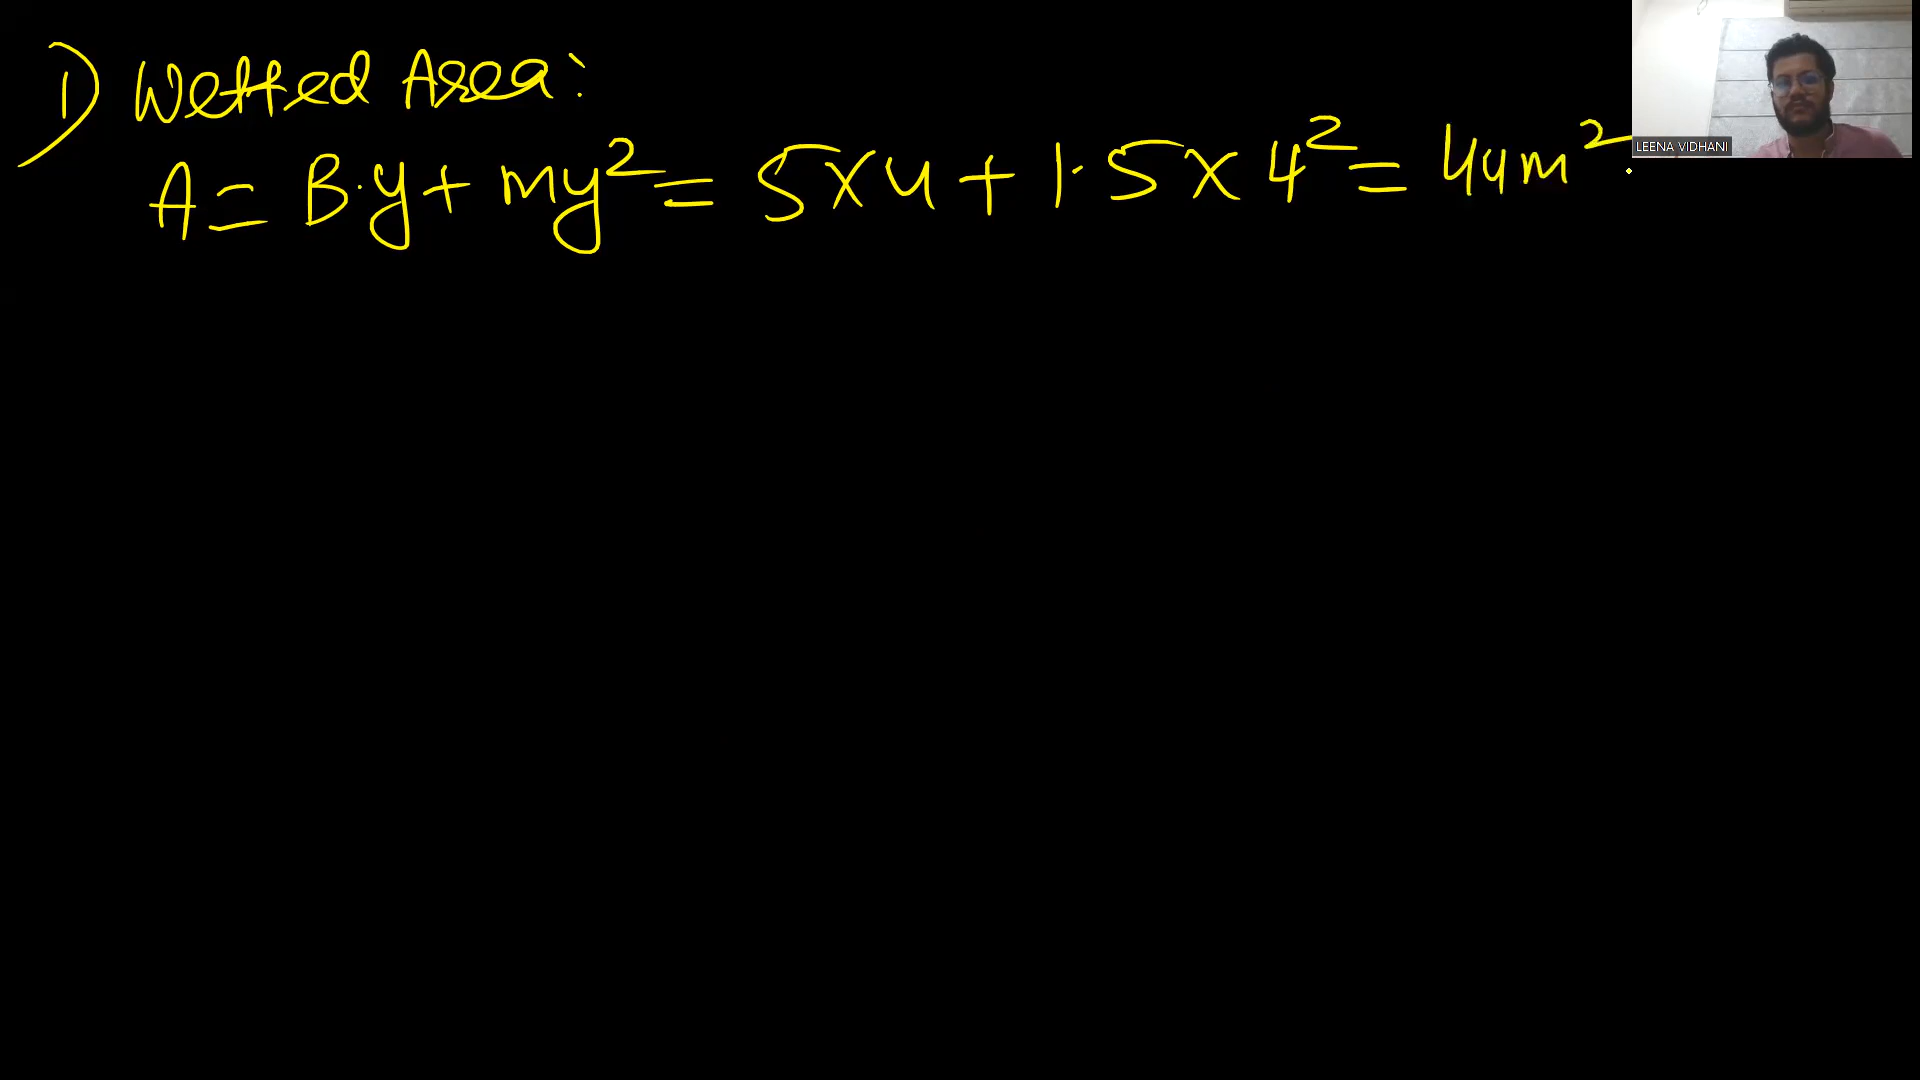 1) Wetted Area:
A = B.y + my² = 5 x 4 + 1.5 x 4² = 44m².
LEENA VIDHANI